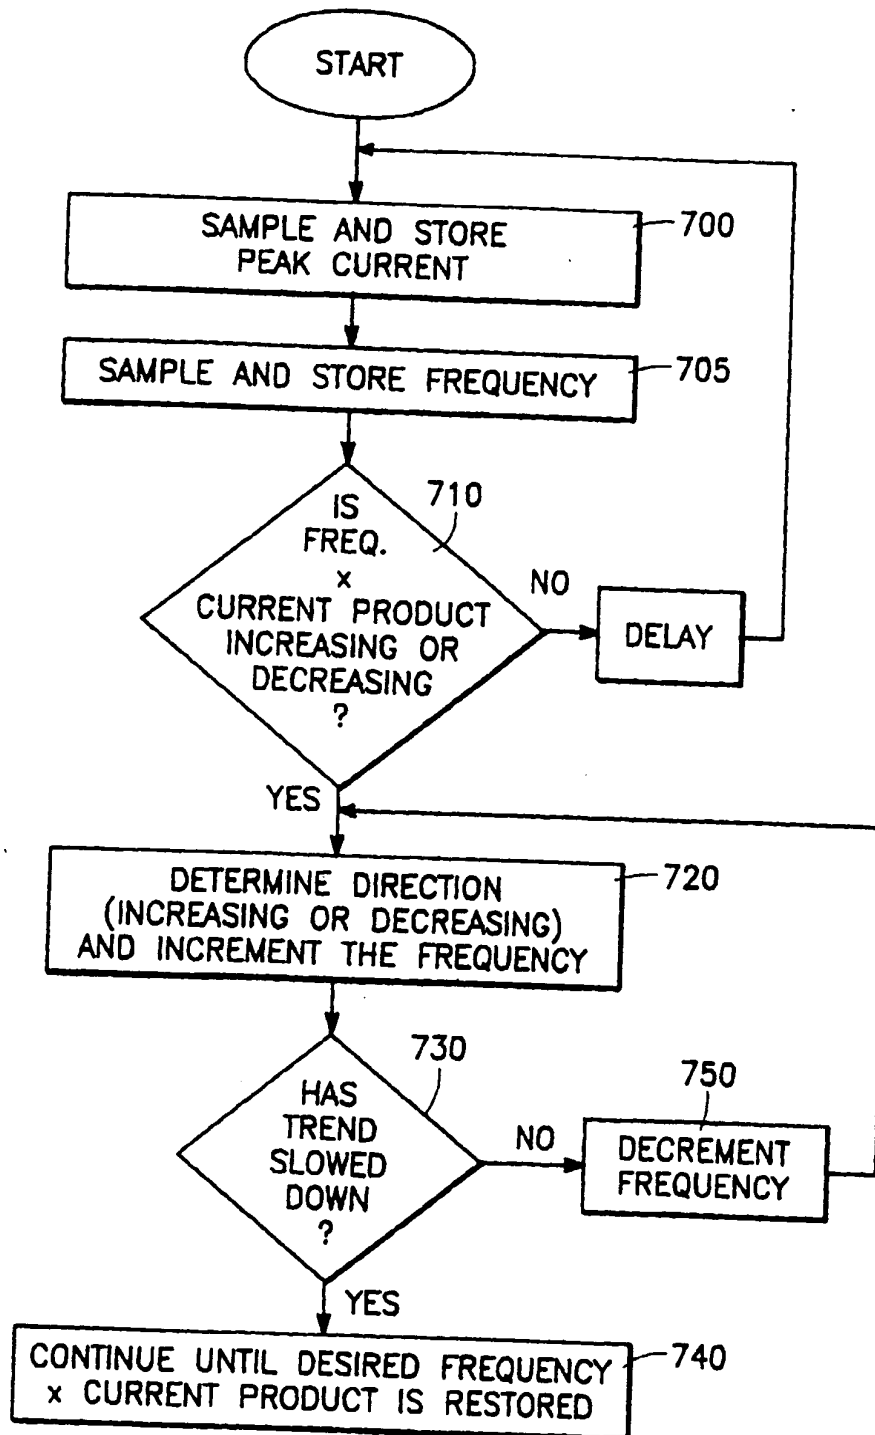 START
SAMPLE AND STORE
PEAK CURRENT
700
SAMPLE AND STORE FREQUENCY
705
710
IS
FREQ.
x
CURRENT PRODUCT
INCREASING OR
DECREASING
?
NO
DELAY
YES
DETERMINE DIRECTION
(INCREASING OR DECREASING)
AND INCREMENT THE FREQUENCY
720
730
HAS
TREND
SLOWED
DOWN
?
NO
750
DECREMENT
FREQUENCY
YES
CONTINUE UNTIL DESIRED FREQUENCY
x CURRENT PRODUCT IS RESTORED
740